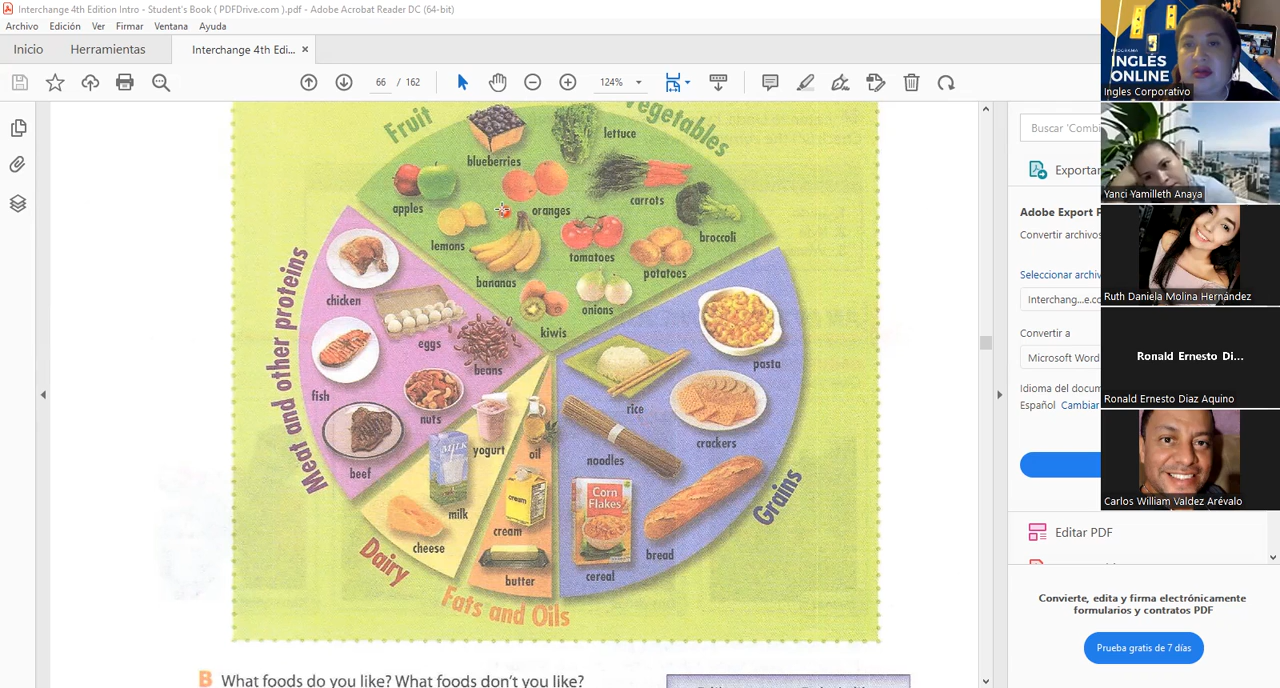 Interchange 4th Edition Intro - Student's Book ( PDFDrive.com ).pdf - Adobe Acrobat Reader DC (64-bit)
Archivo Edición Ver Firmar Ventana Ayuda
Inicio Herramientas Interchange 4th Edi... ×
66 / 162 124%
Fruit
Vegetables
blueberries
lettuce
apples
oranges
carrots
lemons
broccoli
bananas
tomatoes
potatoes
onions
kiwis
Meat and other proteins
chicken
eggs
beans
fish
nuts
beef
pasta
rice
crackers
noodles
Corn
Flakes
cereal
bread
Grains
yogurt
oil
MILK
milk
cream
cream
cheese
butter
Dairy
Fats and Oils
B What foods do you like? What foods don't you like?
Buscar 'Comb
Exportar
Adobe Export P
Convertir archivos
Seleccionar archiv
Interchang...e.co
Convertir a
Microsoft Word
Idioma del docum
Español Cambiar
Editar PDF
Convierte, edita y firma electrónicamente
formularios y contratos PDF
Prueba gratis de 7 días
PROGRAMA
INGLÉS
ONLINE
Ingles Corporativo
Yanci Yamilleth Anaya
Ruth Daniela Molina Hernández
Ronald Ernesto Di...
Ronald Ernesto Diaz Aquino
Carlos William Valdez Arévalo